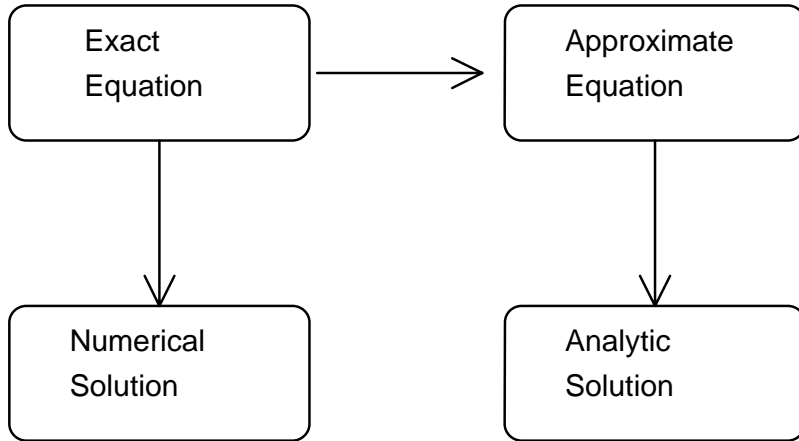 Exact
Equation
Approximate
Equation
Numerical
Solution
Analytic
Solution